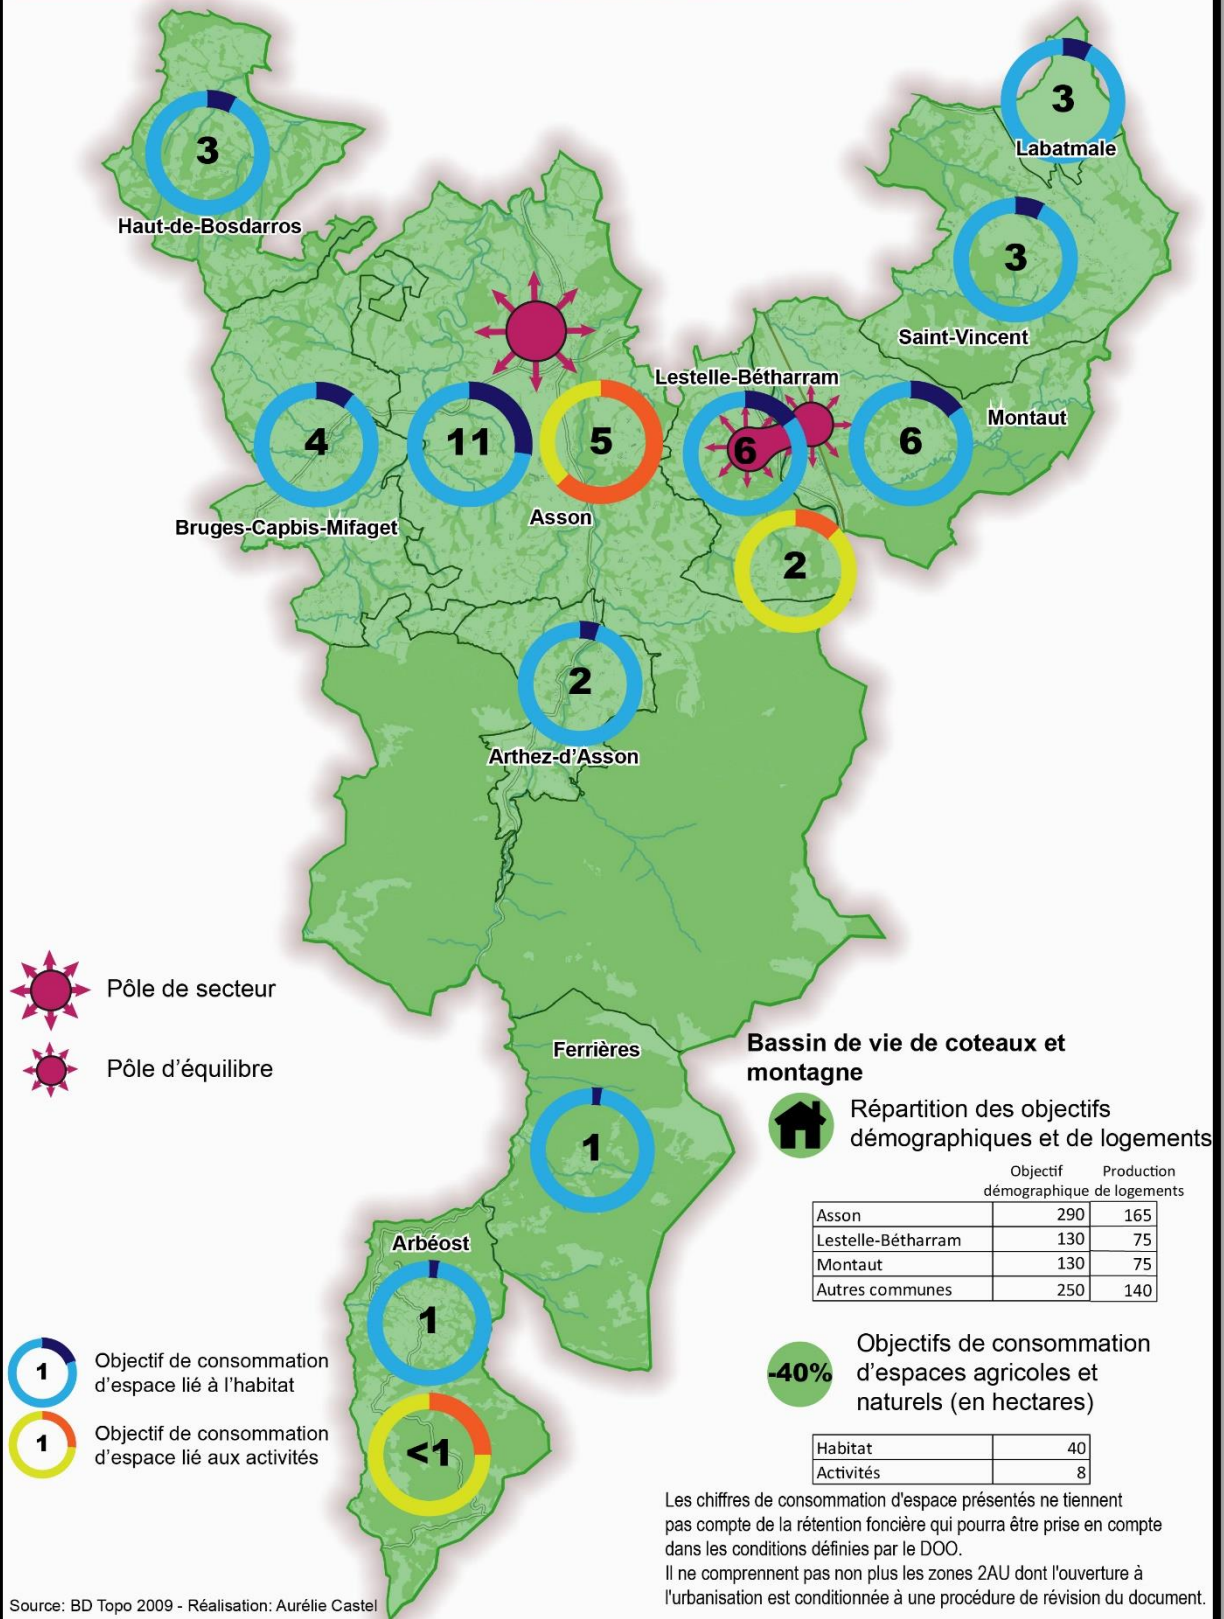 3
Labatmale
3
Haut-de-Bosdarros
3
Saint-Vincent
Lestelle-Bétharram
Montaut
4
11
5
6
6
Bruges-Capbis-Mifaget
Asson
2
2
Arthez-d'Asson
Pôle de secteur
Pôle d'équilibre
Ferrières
1
Arbéost
1
<1
1
Objectif de consommation
d'espace lié à l'habitat
1
Objectif de consommation
d'espace lié aux activités
Bassin de vie de coteaux et
montagne
Répartition des objectifs
démographiques et de logements
Objectif Production
démographique de logements
Asson 290 165
Lestelle-Bétharram 130 75
Montaut 130 75
Autres communes 250 140
-40%
Objectifs de consommation
d'espaces agricoles et
naturels (en hectares)
Habitat 40
Activités 8
Les chiffres de consommation d'espace présentés ne tiennent
pas compte de la rétention foncière qui pourra être prise en compte
dans les conditions définies par le DOO.
Il ne comprennent pas non plus les zones 2AU dont l'ouverture à
l'urbanisation est conditionnée à une procédure de révision du document.
Source: BD Topo 2009 - Réalisation: Aurélie Castel